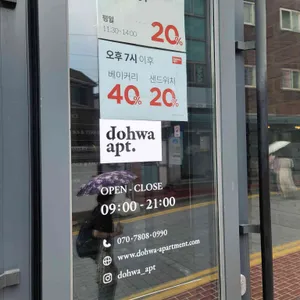 평일
11:30-14:00
20%
오후 7시 이후
베이커리 샌드위치
40% 20%
dohwa
apt.
OPEN - CLOSE
09:00 - 21:00
070-7808-0990
www.dohwa-apartment.com
dohwa_apt